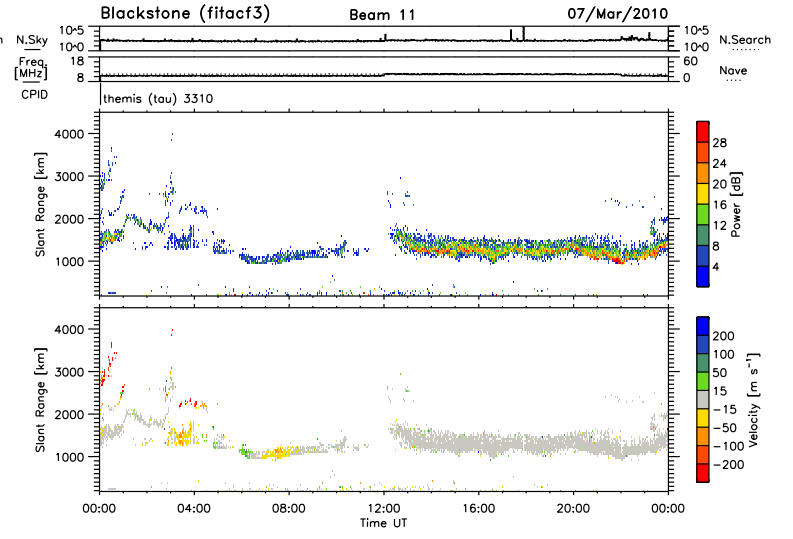 Blackstone (fitacf3) Beam 11 07/Mar/2010
n N.Sky 10^5 10^0 10^5 10^0 N.Search
Freq. [MHz] 18 8 60 0 Nave
CPID themis (tau) 3310
Slant Range [km]
4000
3000
2000
1000
Power [dB]
28
24
20
16
12
8
4
Slant Range [km]
4000
3000
2000
1000
Velocity [m s⁻¹]
200
100
50
15
-15
-50
-100
-200
00:00 04:00 08:00 12:00 16:00 20:00 00:00
Time UT